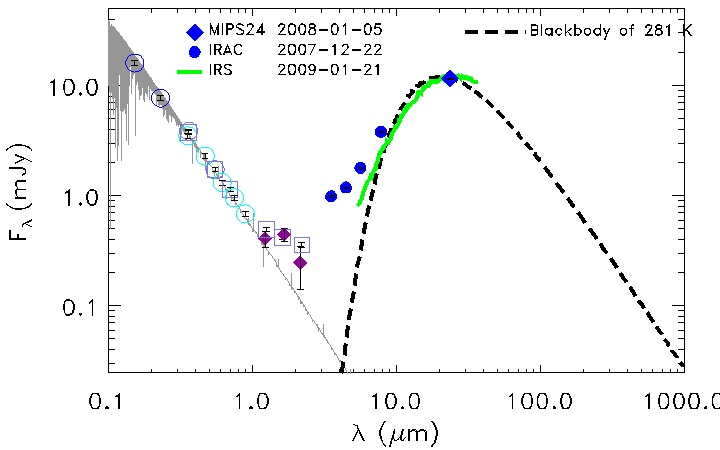 MIPS24 2008-01-05
Blackbody of 281 K
IRAC 2007-12-22
IRS 2009-01-21
Fλ (mJy)
10.0
1.0
0.1
0.1 1.0 10.0 100.0 1000.0
λ (μm)